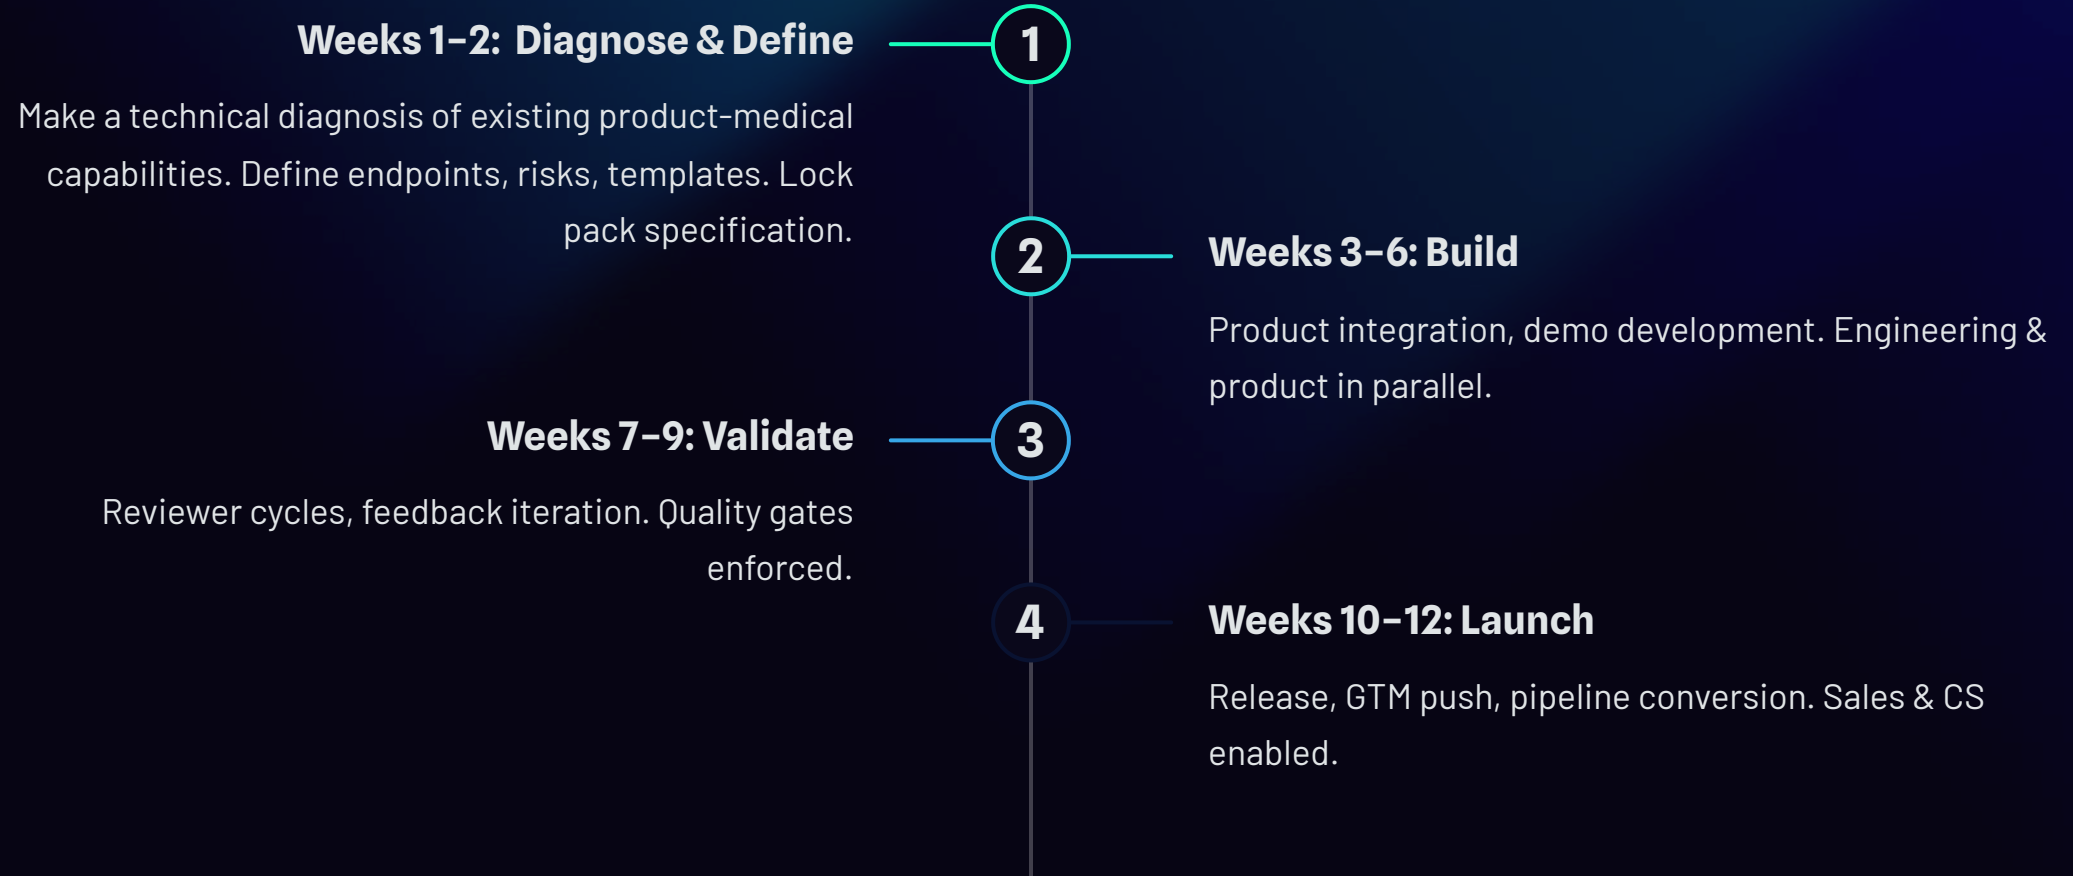 Weeks 1–2: Diagnose & Define
1
Make a technical diagnosis of existing product-medical
capabilities. Define endpoints, risks, templates. Lock
pack specification.
2
Weeks 3–6: Build
Product integration, demo development. Engineering &
product in parallel.
Weeks 7–9: Validate
3
Reviewer cycles, feedback iteration. Quality gates
enforced.
4
Weeks 10–12: Launch
Release, GTM push, pipeline conversion. Sales & CS
enabled.